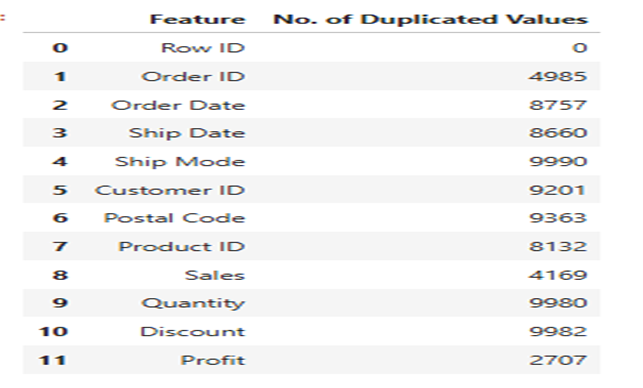 Feature No. of Duplicated Values
0 Row ID 0
1 Order ID 4985
2 Order Date 8757
3 Ship Date 8660
4 Ship Mode 9990
5 Customer ID 9201
6 Postal Code 9363
7 Product ID 8132
8 Sales 4169
9 Quantity 9980
10 Discount 9982
11 Profit 2707